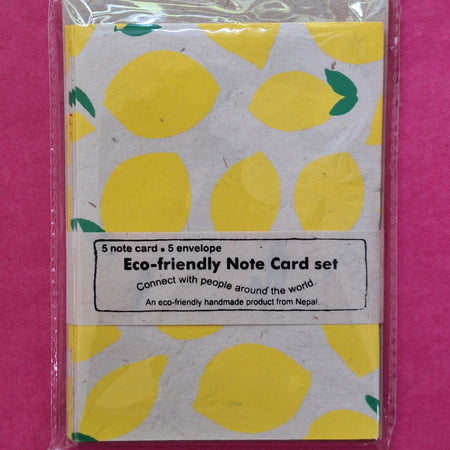 5 note card • 5 envelope
Eco-friendly Note Card set
Connect with people around the world.
An eco-friendly handmade product from Nepal